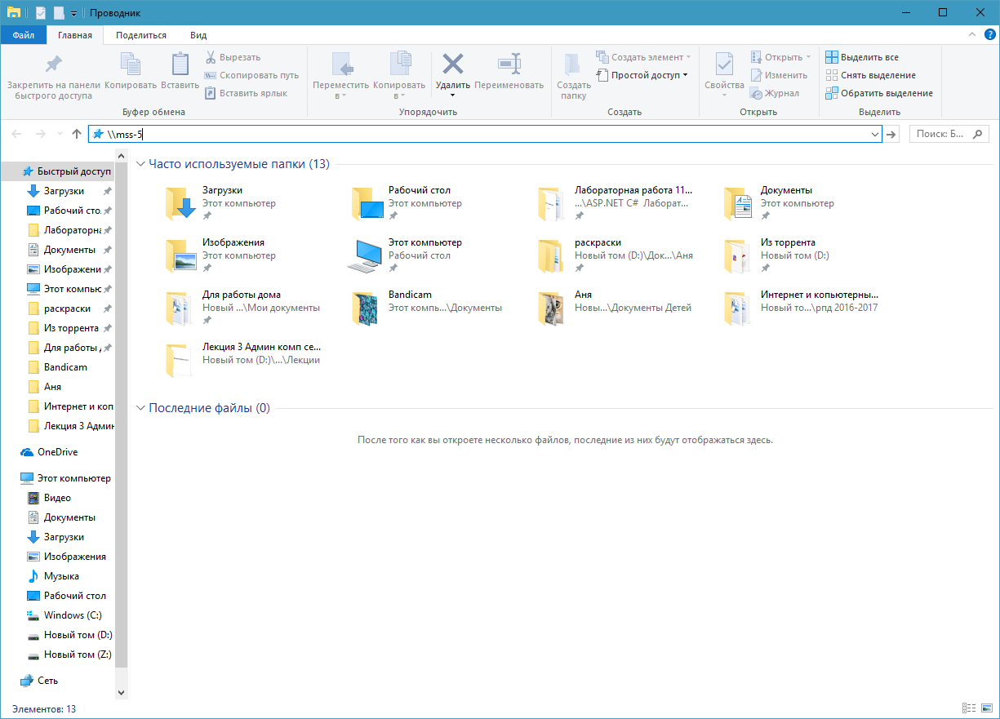 Проводник
Файл
Главная
Поделиться
Вид
Закрепить на панели
быстрого доступа
Копировать
Вставить
Вырезать
Скопировать путь
Вставить ярлык
Буфер обмена
Переместить
в
Копировать
в
Удалить
Переименовать
Упорядочить
Создать
папку
Создать элемент
Простой доступ
Создать
Свойства
Открыть
Изменить
Журнал
Открыть
Выделить все
Снять выделение
Обратить выделение
Выделить
\\mss-5
Поиск: Б...
Быстрый доступ
Загрузки
Рабочий сто.
Лабораторна
Документы
Изображени
Этот компьюс
раскраски
Из торрента
Для работы д
Bandicam
Аня
Интернет и коп
Лекция 3 Админ
OneDrive
Этот компьютер
Видео
Документы
Загрузки
Изображения
Музыка
Рабочий стол
Windows (C:)
Новый том (D:)
Новый том (Z:)
Сеть
Часто используемые папки (13)
Загрузки
Этот компьютер
Рабочий стол
Этот компьютер
Лабораторная работа 11...
...\ASP.NET C# Лаборат...
Документы
Этот компьютер
Изображения
Этот компьютер
Этот компьютер
Рабочий стол
раскраски
Новый том (D:)\Док...\Аня
Из торрента
Новый том (D:)
Для работы дома
Новый ...\Мои документы
Bandicam
Этот компь...\Документы
Аня
Новы...\Документы Детей
Интернет и копьютерны...
Новый то...\рпд 2016-2017
Лекция 3 Админ комп се...
Новый том (D:)\...\Лекции
Последние файлы (0)
После того как вы откроете несколько файлов, последние из них будут отображаться здесь.
Элементов: 13